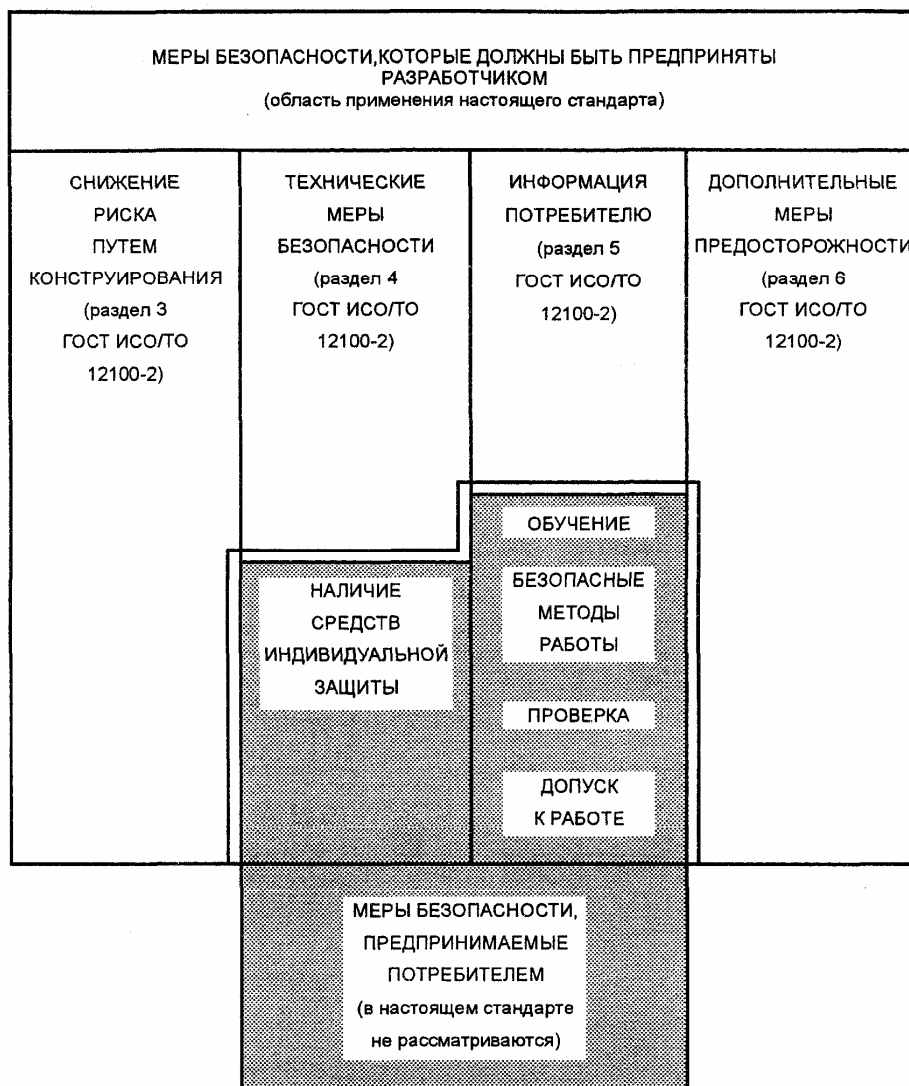 МЕРЫ БЕЗОПАСНОСТИ,КОТОРЫЕ ДОЛЖНЫ БЫТЬ ПРЕДПРИНЯТЫ
РАЗРАБОТЧИКОМ
(область применения настоящего стандарта)
СНИЖЕНИЕ
РИСКА
ПУТЕМ
КОНСТРУИРОВАНИЯ
(раздел 3
ГОСТ ИСО/ТО
12100-2)
ТЕХНИЧЕСКИЕ
МЕРЫ
БЕЗОПАСНОСТИ
(раздел 4
ГОСТ ИСО/ТО
12100-2)
ИНФОРМАЦИЯ
ПОТРЕБИТЕЛЮ
(раздел 5
ГОСТ ИСО/ТО
12100-2)
ДОПОЛНИТЕЛЬНЫЕ
МЕРЫ
ПРЕДОСТОРОЖНОСТИ
(раздел 6
ГОСТ ИСО/ТО
12100-2)
НАЛИЧИЕ
СРЕДСТВ
ИНДИВИДУАЛЬНОЙ
ЗАЩИТЫ
ОБУЧЕНИЕ
БЕЗОПАСНЫЕ
МЕТОДЫ
РАБОТЫ
ПРОВЕРКА
ДОПУСК
К РАБОТЕ
МЕРЫ БЕЗОПАСНОСТИ,
ПРЕДПРИНИМАЕМЫЕ
ПОТРЕБИТЕЛЕМ
(в настоящем стандарте
не рассматриваются)